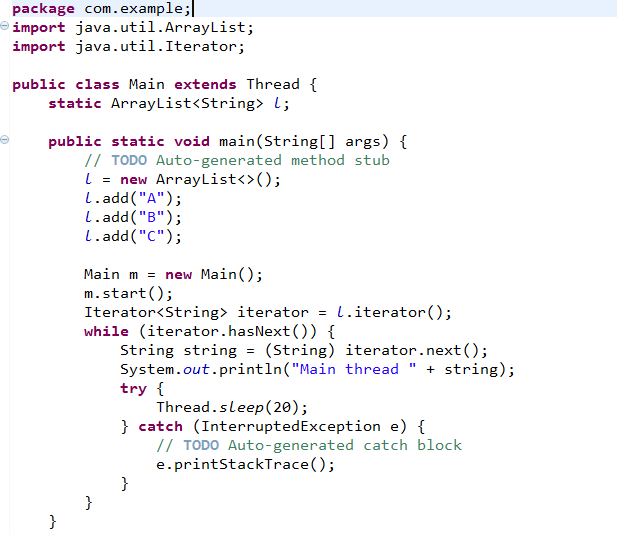 package com.example;
import java.util.ArrayList;
import java.util.Iterator;

public class Main extends Thread {
    static ArrayList<String> l;

    public static void main(String[] args) {
        // TODO Auto-generated method stub
        l = new ArrayList<>();
        l.add("A");
        l.add("B");
        l.add("C");

        Main m = new Main();
        m.start();
        Iterator<String> iterator = l.iterator();
        while (iterator.hasNext()) {
            String string = (String) iterator.next();
            System.out.println("Main thread " + string);
            try {
                Thread.sleep(20);
            } catch (InterruptedException e) {
                // TODO Auto-generated catch block
                e.printStackTrace();
            }
        }
    }